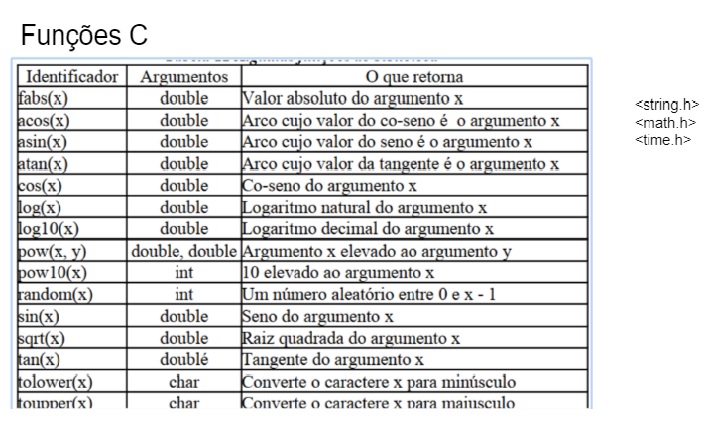 Funções C
Identificador Argumentos O que retorna
fabs(x) double Valor absoluto do argumento x
acos(x) double Arco cujo valor do co-seno é o argumento x
asin(x) double Arco cujo valor do seno é o argumento x
atan(x) double Arco cujo valor da tangente é o argumento x
cos(x) double Co-seno do argumento x
log(x) double Logaritmo natural do argumento x
log10(x) double Logaritmo decimal do argumento x
pow(x, y) double, double Argumento x elevado ao argumento y
pow10(x) int 10 elevado ao argumento x
random(x) int Um número aleatório entre 0 e x - 1
sin(x) double Seno do argumento x
sqrt(x) double Raiz quadrada do argumento x
tan(x) doublé Tangente do argumento x
tolower(x) char Converte o caractere x para minúsculo
toupper(x) char Converte o caractere x para maiusculo
<string.h>
<math.h>
<time.h>